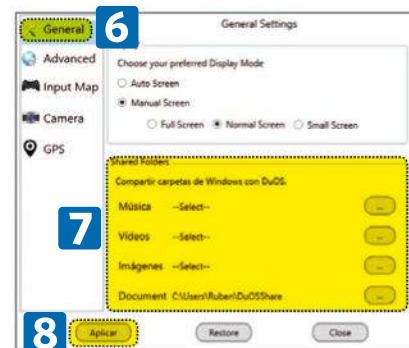 General
6
General Settings
Advanced
Input Map
Camera
GPS
Choose your preferred Display Mode
Auto Screen
Manual Screen
Full Screen Normal Screen Small Screen
7
Shared Folders
Compartir carpetas de Windows con DuOS.
Música --Select-- ...
Vídeos --Select-- ...
Imágenes --Select-- ...
Document C:\Users\Ruben\DuOSShare ...
8
Aplicar Restore Close